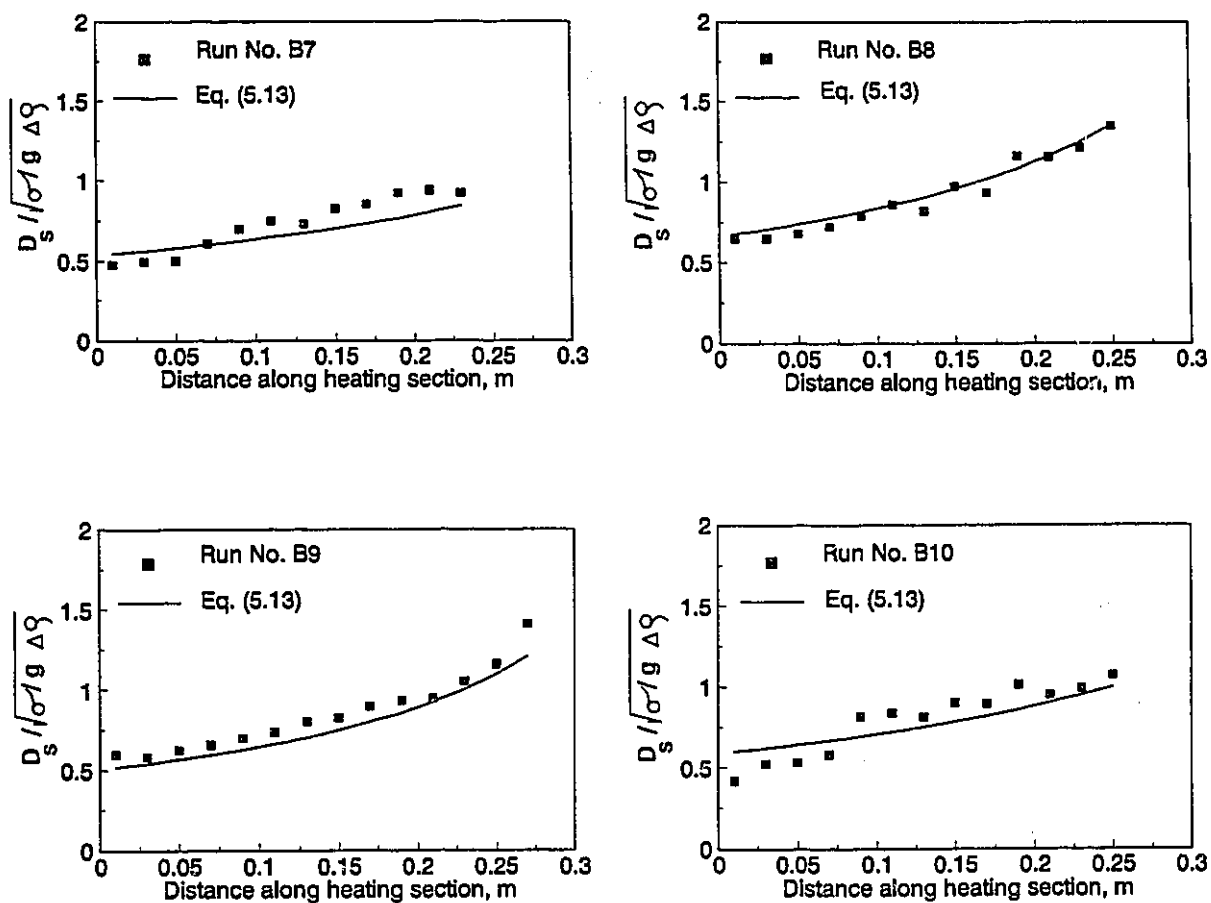 2
Run No. B7
Eq. (5.13)
1.5
1
0.5
0
D_s /√σ/g Δρ
0 0.05 0.1 0.15 0.2 0.25 0.3
Distance along heating section, m
2
Run No. B8
Eq. (5.13)
1.5
1
0.5
0
D_s /√σ/g Δρ
0 0.05 0.1 0.15 0.2 0.25 0.3
Distance along heating section, m
2
Run No. B9
Eq. (5.13)
1.5
1
0.5
0
D_s /√σ/g Δρ
0 0.05 0.1 0.15 0.2 0.25 0.3
Distance along heating section, m
2
Run No. B10
Eq. (5.13)
1.5
1
0.5
0
D_s /√σ/g Δρ
0 0.05 0.1 0.15 0.2 0.25 0.3
Distance along heating section, m